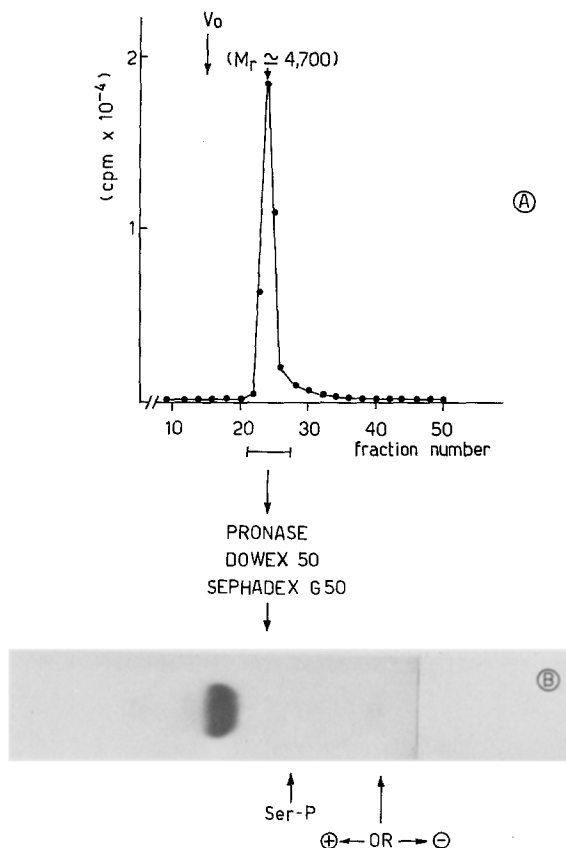 Vo
(Mr ≃ 4,700)
2
1
(cpm x 10⁻⁴)
A
10 20 30 40 50
fraction number
PRONASE
DOWEX 50
SEPHADEX G50
B
Ser-P
⊕ ← OR → ⊖